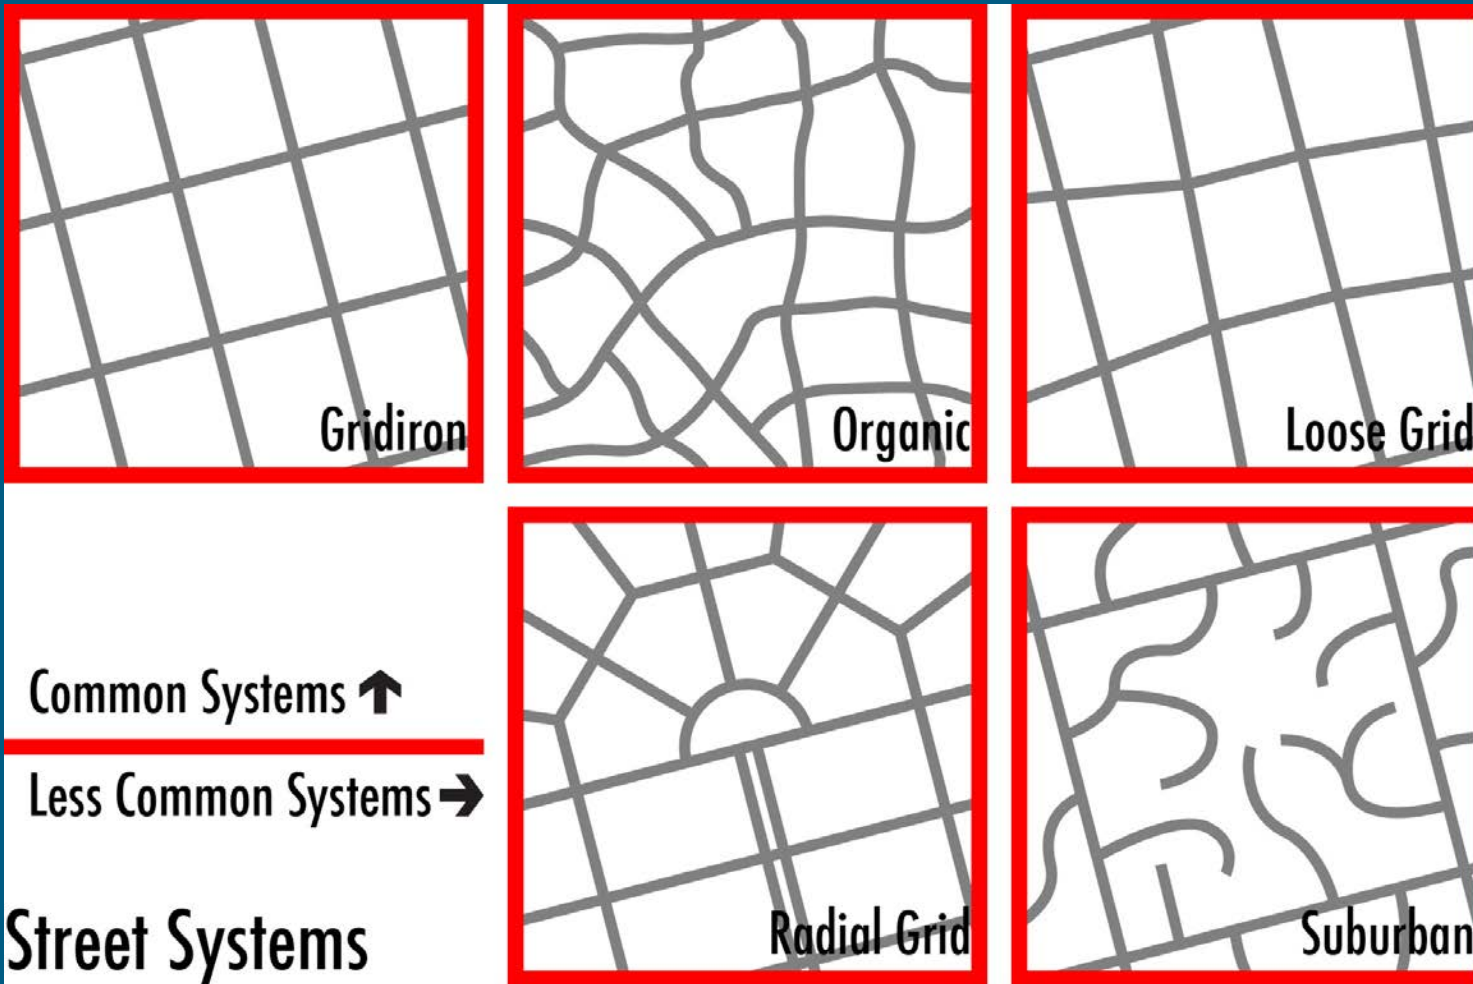 Gridiron
Organic
Loose Grid
Common Systems ↑
Less Common Systems →
Street Systems
Radial Grid
Suburban